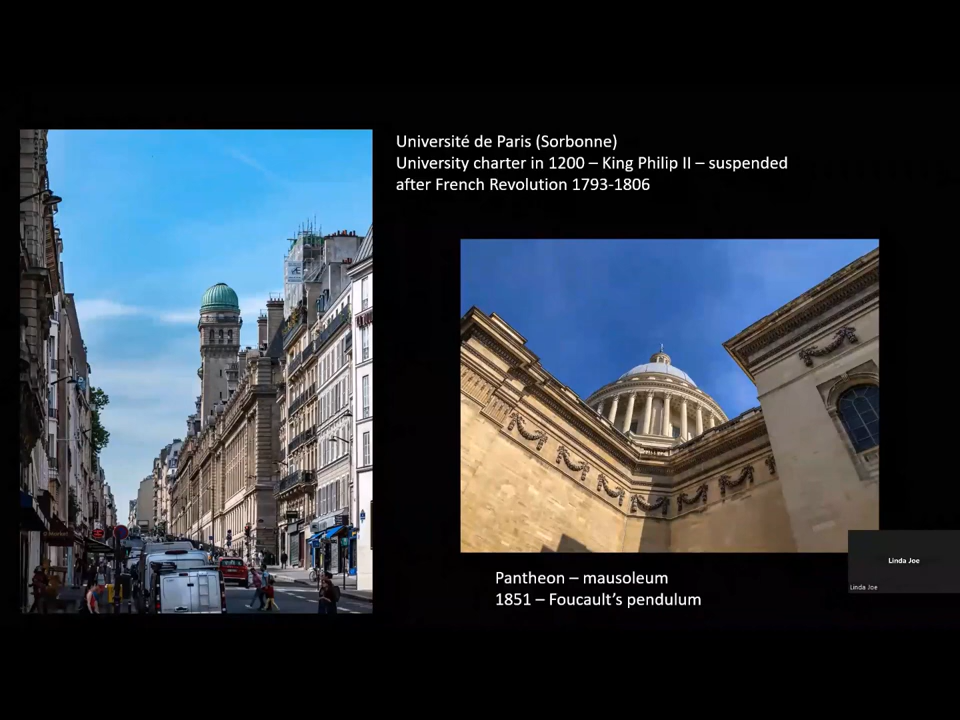 Université de Paris (Sorbonne)
University charter in 1200 – King Philip II – suspended
after French Revolution 1793-1806
Pantheon – mausoleum
1851 – Foucault's pendulum
Linda Joe
Linda Joe